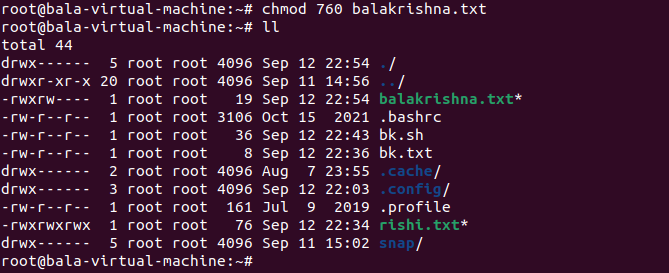 root@bala-virtual-machine:~# chmod 760 balakrishna.txt
root@bala-virtual-machine:~# ll
total 44
drwx------  5 root root 4096 Sep 12 22:54 ./
drwxr-xr-x 20 root root 4096 Sep 11 14:56 ../
-rwxrw----  1 root root   19 Sep 12 22:54 balakrishna.txt*
-rw-r--r--  1 root root 3106 Oct 15  2021 .bashrc
-rw-r--r--  1 root root   36 Sep 12 22:43 bk.sh
-rw-r--r--  1 root root    8 Sep 12 22:36 bk.txt
drwx------  2 root root 4096 Aug  7 23:55 .cache/
drwx------  3 root root 4096 Sep 12 22:03 .config/
-rw-r--r--  1 root root  161 Jul  9  2019 .profile
-rwxrwxrwx  1 root root   76 Sep 12 22:34 rishi.txt*
drwx------  5 root root 4096 Sep 11 15:02 snap/
root@bala-virtual-machine:~#